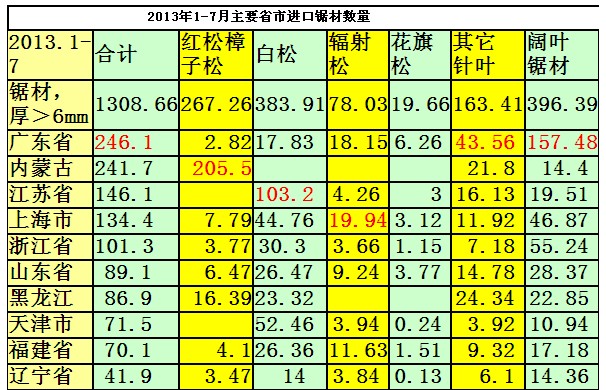 2013年1-7月主要省市进口锯材数量
2013.1-7 合计 红松樟子松 白松 辐射松 花旗松 其它针叶 阔叶锯材
锯材，厚＞6mm 1308.66 267.26 383.91 78.03 19.66 163.41 396.39
广东省 246.1 2.82 17.83 18.15 6.26 43.56 157.48
内蒙古 241.7 205.5 21.8 14.4
江苏省 146.1 103.2 4.26 3 16.13 19.51
上海市 134.4 7.79 44.76 19.94 3.12 11.92 46.87
浙江省 101.3 3.77 30.3 3.66 1.15 7.18 55.24
山东省 89.1 6.47 26.47 9.24 3.77 14.78 28.37
黑龙江 86.9 16.39 23.32 24.34 22.85
天津市 71.5 52.46 3.94 0.24 3.92 10.94
福建省 70.1 4.1 26.36 11.63 1.51 9.32 17.18
辽宁省 41.9 3.47 14 3.84 0.13 6.1 14.36